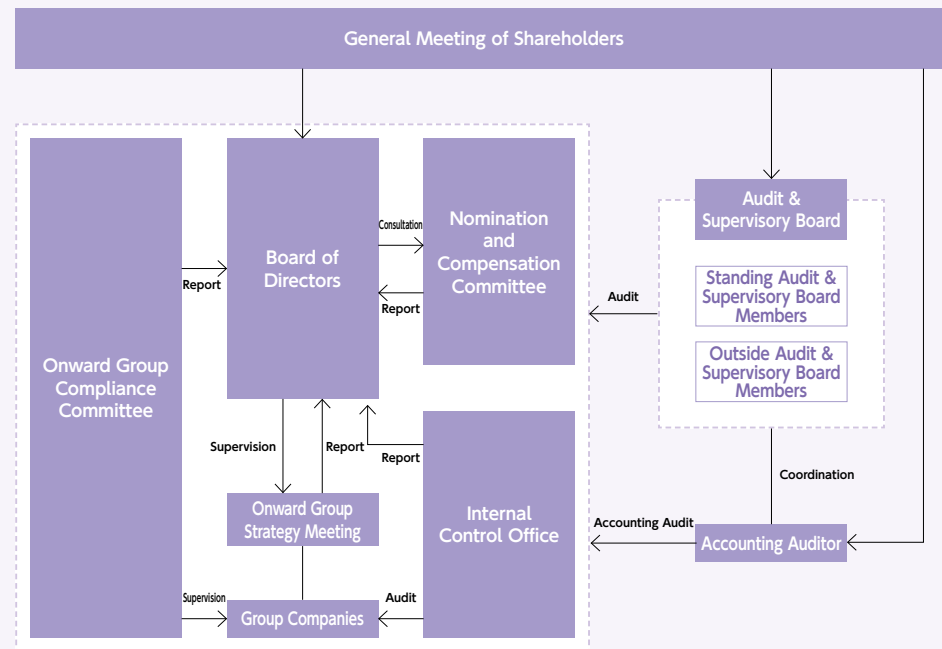 General Meeting of Shareholders
Onward Group
Compliance
Committee
Report
Board of
Directors
Consultation
Report
Nomination
and
Compensation
Committee
Audit
Audit &
Supervisory Board
Standing Audit &
Supervisory Board
Members
Outside Audit &
Supervisory Board
Members
Supervision
Report
Report
Coordination
Onward Group
Strategy Meeting
Internal
Control Office
Accounting Audit
Accounting Auditor
Supervision
Group Companies
Audit